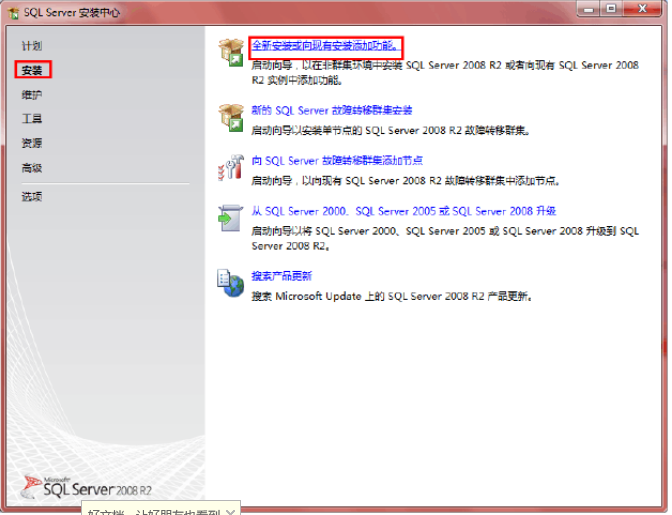 SQL Server 安装中心
计划
安装
维护
工具
资源
高级
选项
全新安装或向现有安装添加功能。
启动向导，以在非群集环境中安装 SQL Server 2008 R2 或者向现有 SQL Server 2008
R2 实例中添加功能。
新的 SQL Server 故障转移群集安装
启动向导以安装单节点的 SQL Server 2008 R2 故障转移群集。
向 SQL Server 故障转移群集添加节点
启动向导，以向现有 SQL Server 2008 R2 故障转移群集中添加节点。
从 SQL Server 2000、SQL Server 2005 或 SQL Server 2008 升级
启动向导以将 SQL Server 2000、SQL Server 2005 或 SQL Server 2008 升级到 SQL
Server 2008 R2。
搜索产品更新
搜索 Microsoft Update 上的 SQL Server 2008 R2 产品更新。
Microsoft
SQL Server 2008 R2
好文档，让好朋友也看到